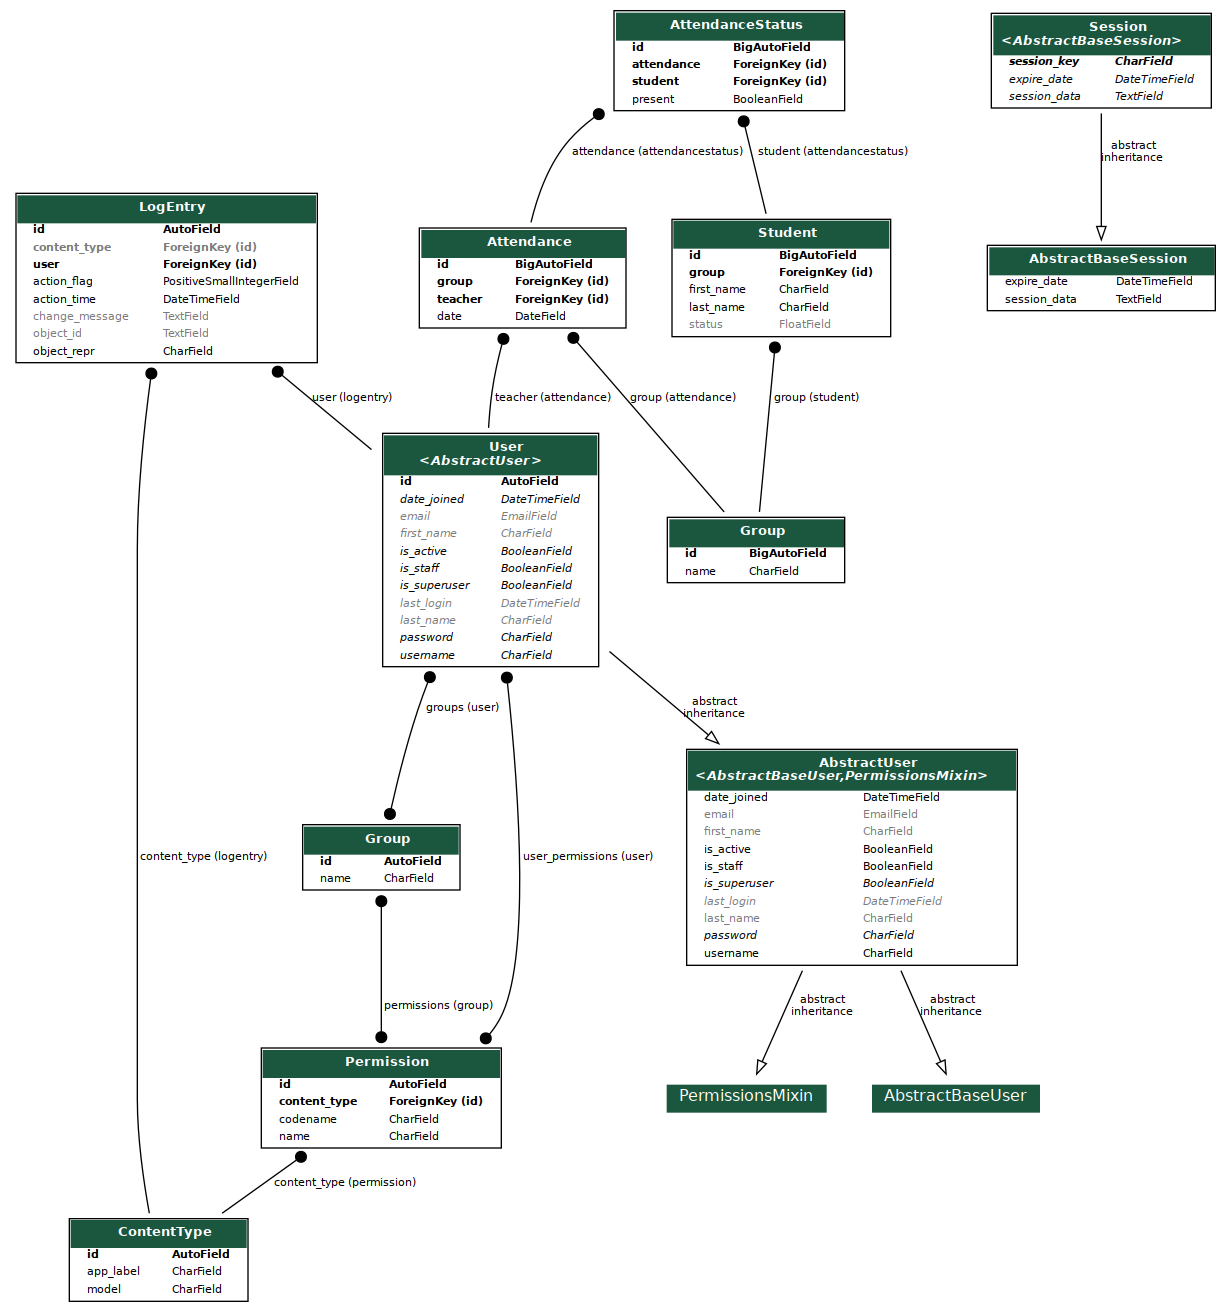 AttendanceStatus
id BigAutoField
attendance ForeignKey (id)
student ForeignKey (id)
present BooleanField
Session
<AbstractBaseSession>
session_key CharField
expire_date DateTimeField
session_data TextField
attendance (attendancestatus)
student (attendancestatus)
abstract
inheritance
LogEntry
id AutoField
content_type ForeignKey (id)
user ForeignKey (id)
action_flag PositiveSmallIntegerField
action_time DateTimeField
change_message TextField
object_id TextField
object_repr CharField
Attendance
id BigAutoField
group ForeignKey (id)
teacher ForeignKey (id)
date DateField
Student
id BigAutoField
group ForeignKey (id)
first_name CharField
last_name CharField
status FloatField
AbstractBaseSession
expire_date DateTimeField
session_data TextField
user (logentry)
teacher (attendance)
group (attendance)
group (student)
User
<AbstractUser>
id AutoField
date_joined DateTimeField
email EmailField
first_name CharField
is_active BooleanField
is_staff BooleanField
is_superuser BooleanField
last_login DateTimeField
last_name CharField
password CharField
username CharField
Group
id BigAutoField
name CharField
groups (user)
abstract
inheritance
AbstractUser
<AbstractBaseUser,PermissionsMixin>
date_joined DateTimeField
email EmailField
first_name CharField
is_active BooleanField
is_staff BooleanField
is_superuser BooleanField
last_login DateTimeField
last_name CharField
password CharField
username CharField
Group
id AutoField
name CharField
content_type (logentry)
user_permissions (user)
permissions (group)
abstract
inheritance
abstract
inheritance
Permission
id AutoField
content_type ForeignKey (id)
codename CharField
name CharField
PermissionsMixin
AbstractBaseUser
content_type (permission)
ContentType
id AutoField
app_label CharField
model CharField